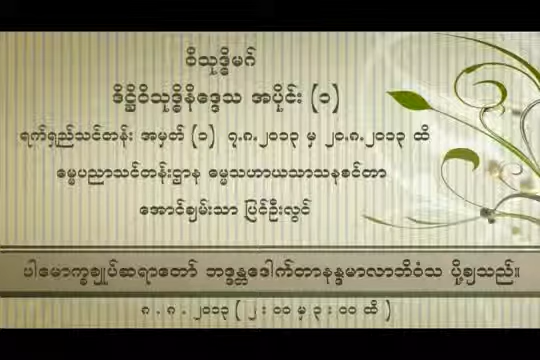 ဝိသုဒ္ဓိမဂ်
ဒိဋ္ဌိဝိသုဒ္ဓိနိဒ္ဒေသ အပိုင်း (၁)
ရက်ရှည်သင်တန်း အမှတ် (၁) ၇.၈.၂၀၁၃ မှ ၂၀.၈.၂၀၁၃ ထိ
ဓမ္မပညာသင်တန်းဌာန ဓမ္မသဟာယသာသနစင်တာ
အောင်ချမ်းသာ ပြင်ဦးလွင်
ပါမောက္ခချုပ်ဆရာတော် ဘဒ္ဒန္တဒေါက်တာနန္ဒမာလာဘိဝံသ ပို့ချသည်။
၈ . ၈ . ၂၀၁၃ ( ၂ : ၀၀ မှ ၃ : ၀၀ ထိ )